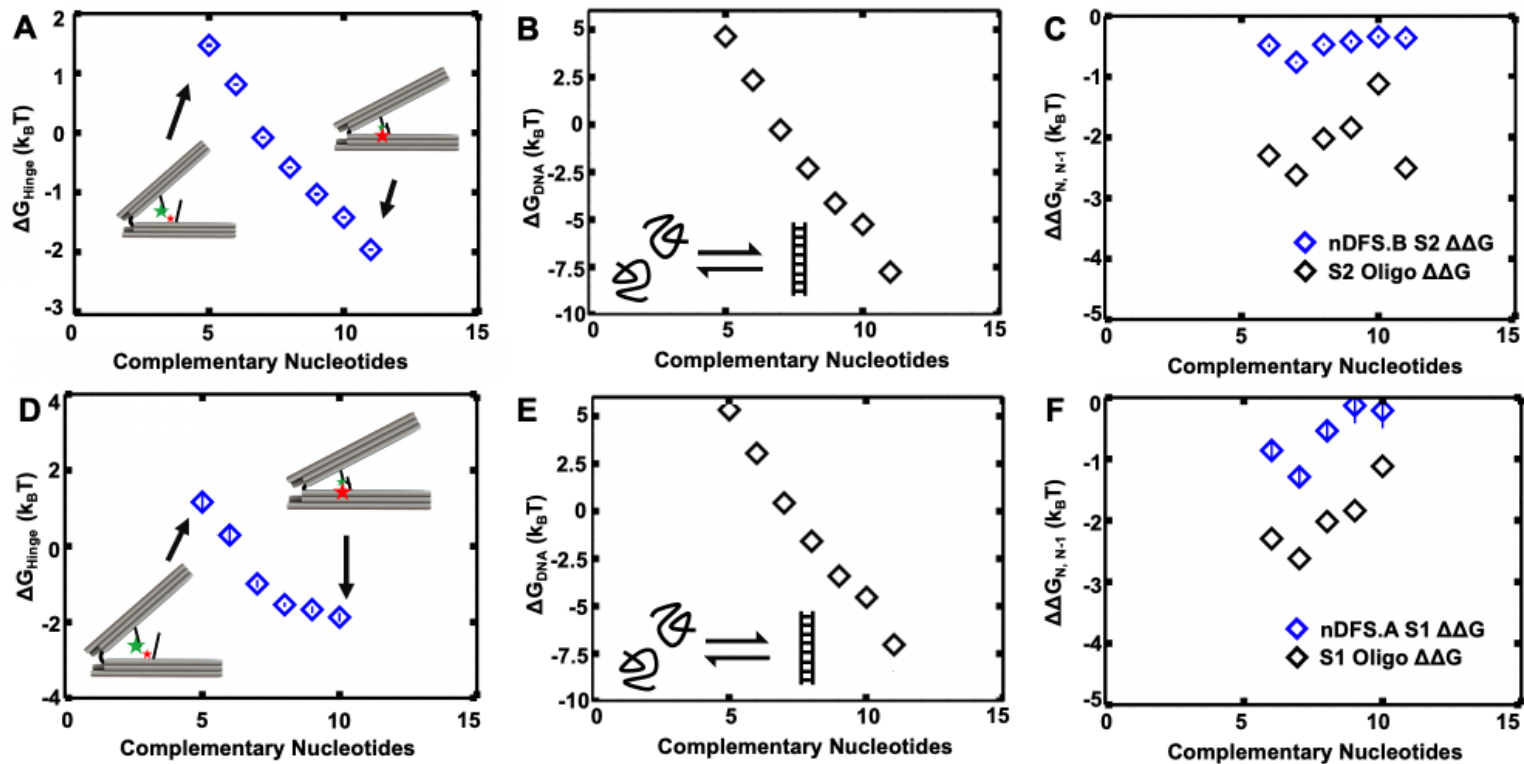 A
2
1
0
-1
-2
-3
0
5
10
15
ΔG_Hinge (k_BT)
Complementary Nucleotides
B
5
2.5
0
-2.5
-5
-7.5
-10
0
5
10
15
ΔG_DNA (k_BT)
Complementary Nucleotides
C
0
-1
-2
-3
-4
-5
0
5
10
15
ΔΔG_N, N-1 (k_BT)
nDFS.B S2 ΔΔG
S2 Oligo ΔΔG
Complementary Nucleotides
D
4
2
0
-2
-4
0
5
10
15
ΔG_Hinge (k_BT)
Complementary Nucleotides
E
5
2.5
0
-2.5
-5
-7.5
-10
0
5
10
15
ΔG_DNA (k_BT)
Complementary Nucleotides
F
0
-1
-2
-3
-4
-5
0
5
10
15
ΔΔG_N, N-1 (k_BT)
nDFS.A S1 ΔΔG
S1 Oligo ΔΔG
Complementary Nucleotides